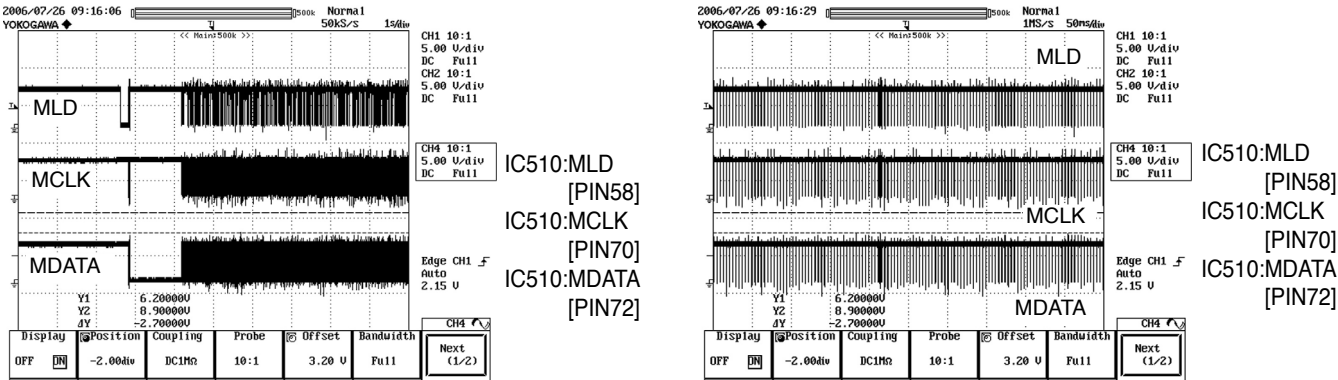 2006/07/26 09:16:06
500k
Normal
YOKOGAWA ◆
50kS/s 1s/div
<< Main:500k >>
CH1 10:1
5.00 V/div
DC Full
CH2 10:1
5.00 V/div
DC Full
MLD
CH4 10:1
5.00 V/div
DC Full
MCLK
MDATA
Edge CH1
Auto
2.15 V
Y1 6.20000V
Y2 8.90000V
ΔY -2.70000V
CH4
Display
OFF ON
Position
-2.00div
Coupling
DC1MΩ
Probe
10:1
Offset
3.20 V
Bandwidth
Full
Next
(1/2)
IC510:MLD
[PIN58]
IC510:MCLK
[PIN70]
IC510:MDATA
[PIN72]
2006/07/26 09:16:29
500k
Normal
YOKOGAWA ◆
1MS/s 50ms/div
<< Main:500k >>
CH1 10:1
5.00 V/div
DC Full
CH2 10:1
5.00 V/div
DC Full
MLD
CH4 10:1
5.00 V/div
DC Full
MCLK
MDATA
Edge CH1
Auto
2.15 V
Y1 6.20000V
Y2 8.90000V
ΔY -2.70000V
CH4
Display
OFF ON
Position
-2.00div
Coupling
DC1MΩ
Probe
10:1
Offset
3.20 V
Bandwidth
Full
Next
(1/2)
IC510:MLD
[PIN58]
IC510:MCLK
[PIN70]
IC510:MDATA
[PIN72]